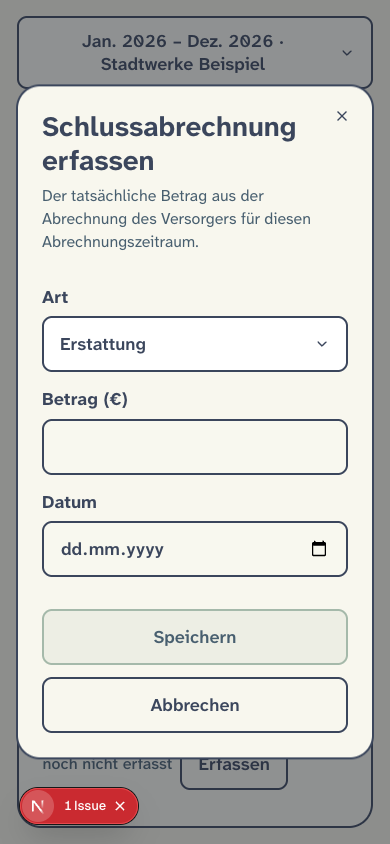 Jan. 2026 – Dez. 2026 ·
Stadtwerke Beispiel
Schlussabrechnung
erfassen
Der tatsächliche Betrag aus der
Abrechnung des Versorgers für diesen
Abrechnungszeitraum.
Art
Erstattung
Betrag (€)
Datum
dd.mm.yyyy
Speichern
Abbrechen
noch nicht erfasst
Erfassen
N
1 Issue